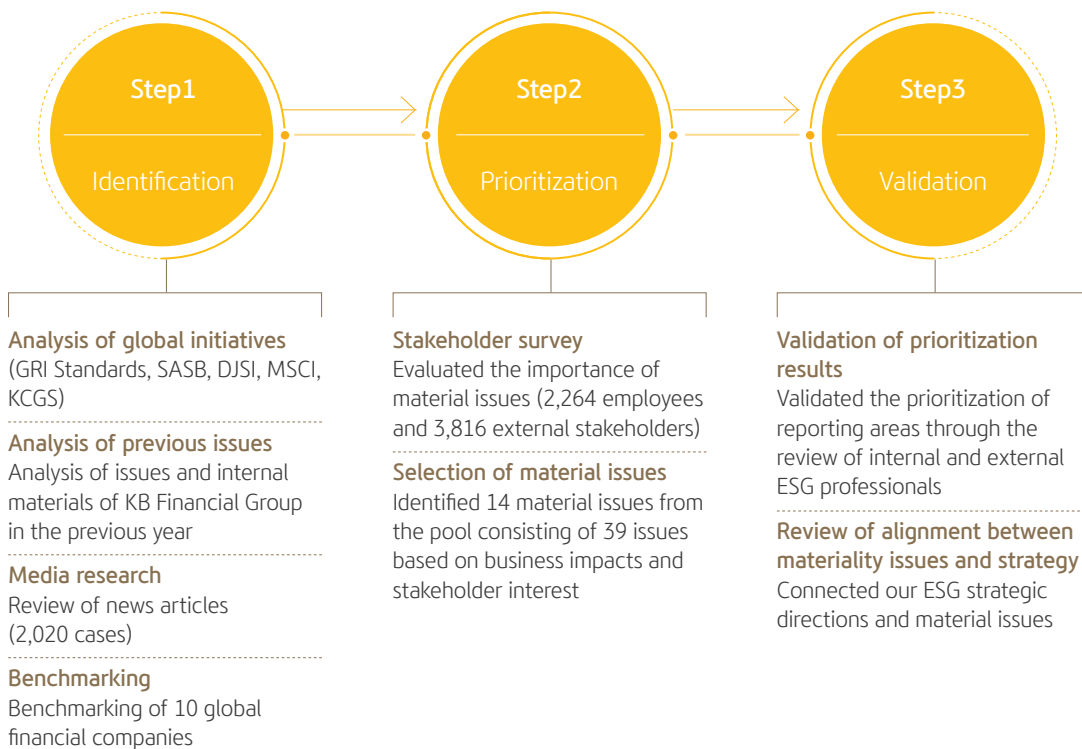 Step1
Identification
Step2
Prioritization
Step3
Validation
Analysis of global initiatives
(GRI Standards, SASB, DJSI, MSCI,
KCGS)
Analysis of previous issues
Analysis of issues and internal
materials of KB Financial Group
in the previous year
Media research
Review of news articles
(2,020 cases)
Benchmarking
Benchmarking of 10 global
financial companies
Stakeholder survey
Evaluated the importance of
material issues (2,264 employees
and 3,816 external stakeholders)
Selection of material issues
Identified 14 material issues from
the pool consisting of 39 issues
based on business impacts and
stakeholder interest
Validation of prioritization
results
Validated the prioritization of
reporting areas through the
review of internal and external
ESG professionals
Review of alignment between
materiality issues and strategy
Connected our ESG strategic
directions and material issues